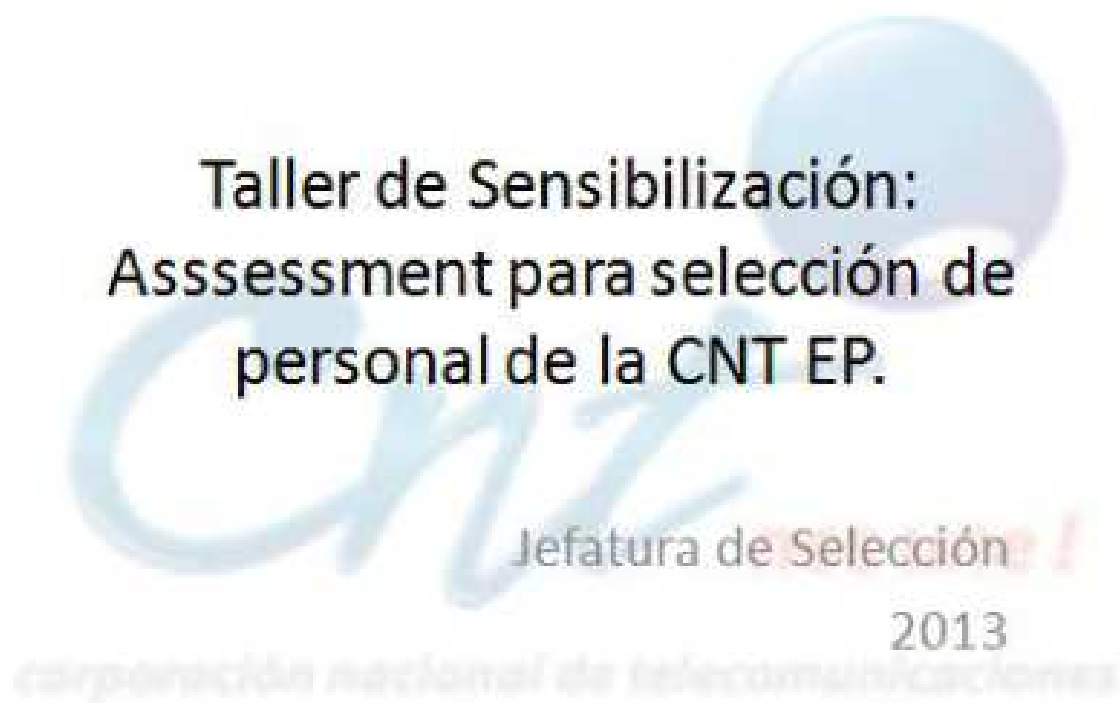 Taller de Sensibilización:
Asssessment para selección de
personal de la CNT EP.
Cnt
Jefatura de Selección
2013
corporación nacional de telecomunicaciones